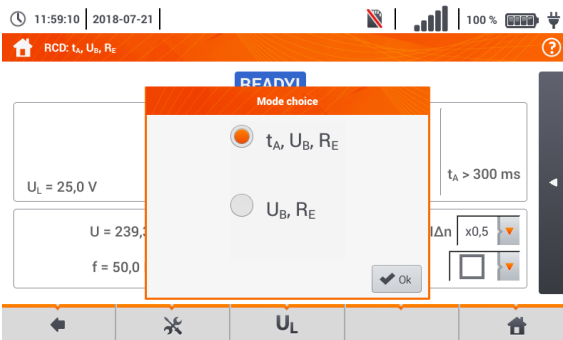 11:59:10 2018-07-21 100 %
RCD: tA, UB, RE ?
READY!
Mode choice
tA, UB, RE
UL = 25,0 V
tA > 300 ms
UB, RE
U = 239,
IΔn x0,5
f = 50,0
Ok
UL